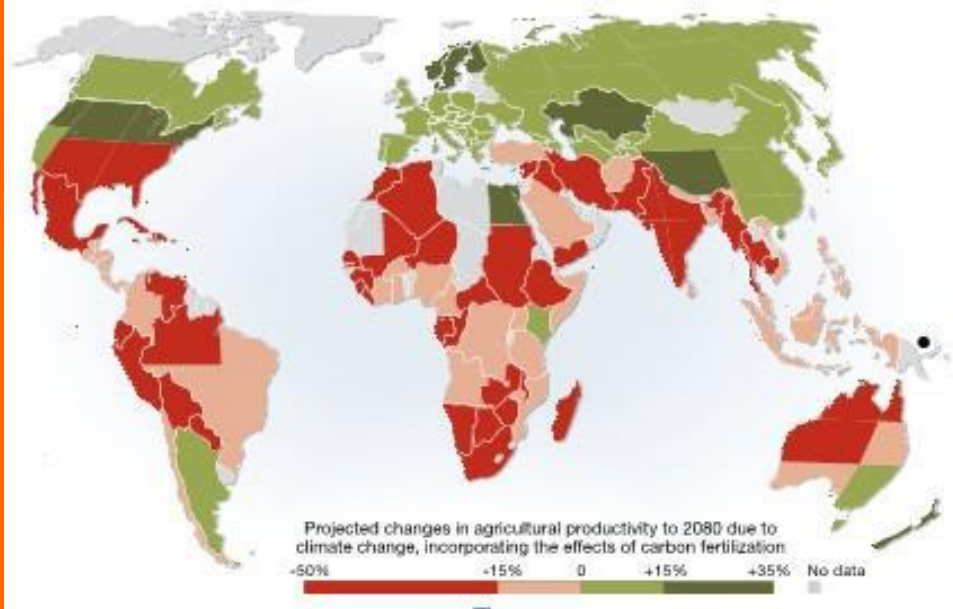 Projected changes in agricultural productivity to 2080 due to
climate change, incorporating the effects of carbon fertilization
-50% -15% 0 +15% +35% No data